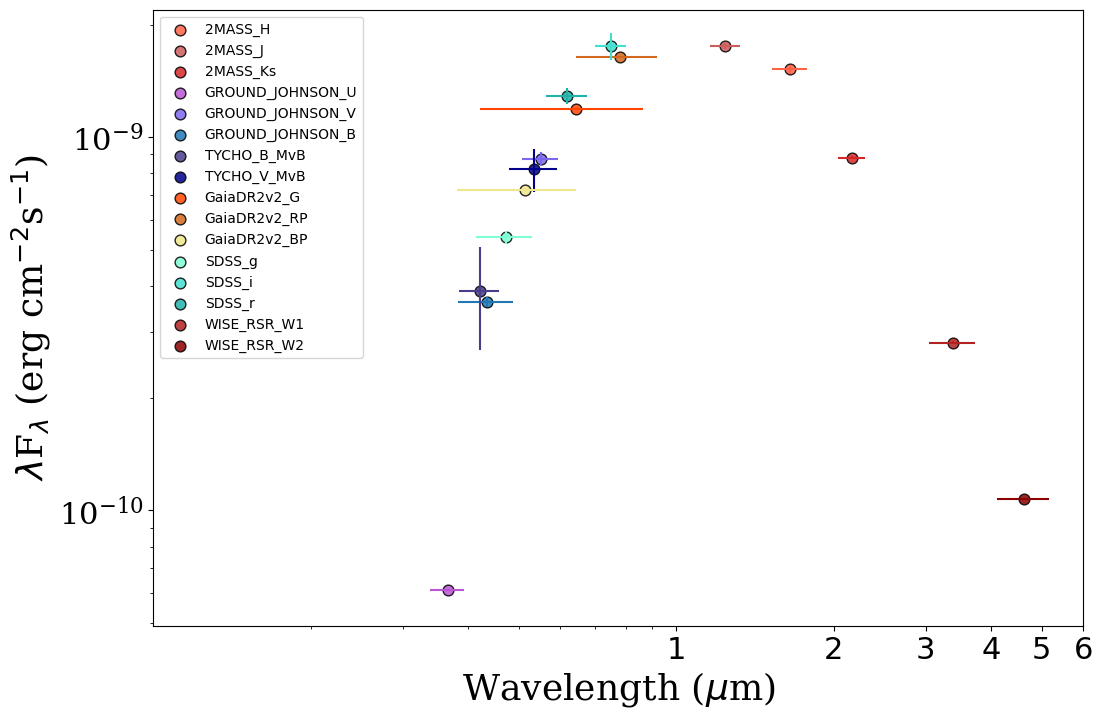 2MASS_H
2MASS_J
2MASS_Ks
GROUND_JOHNSON_U
GROUND_JOHNSON_V
GROUND_JOHNSON_B
TYCHO_B_MvB
TYCHO_V_MvB
GaiaDR2v2_G
GaiaDR2v2_RP
GaiaDR2v2_BP
SDSS_g
SDSS_i
SDSS_r
WISE_RSR_W1
WISE_RSR_W2
10⁻⁹
10⁻¹⁰
λF_λ (erg cm⁻²s⁻¹)
1 2 3 4 5 6
Wavelength (μm)